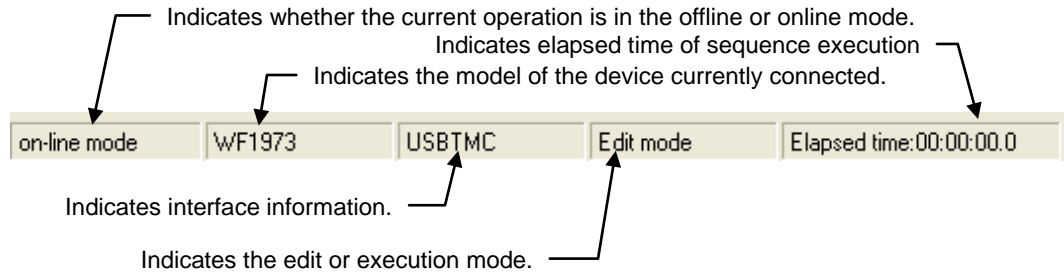 Indicates whether the current operation is in the offline or online mode.
Indicates elapsed time of sequence execution
Indicates the model of the device currently connected.
on-line mode WF1973 USBTMC Edit mode Elapsed time:00:00:00.0
Indicates interface information.
Indicates the edit or execution mode.